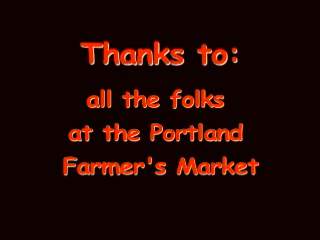 Thanks to:
all the folks
at the Portland
Farmer's Market